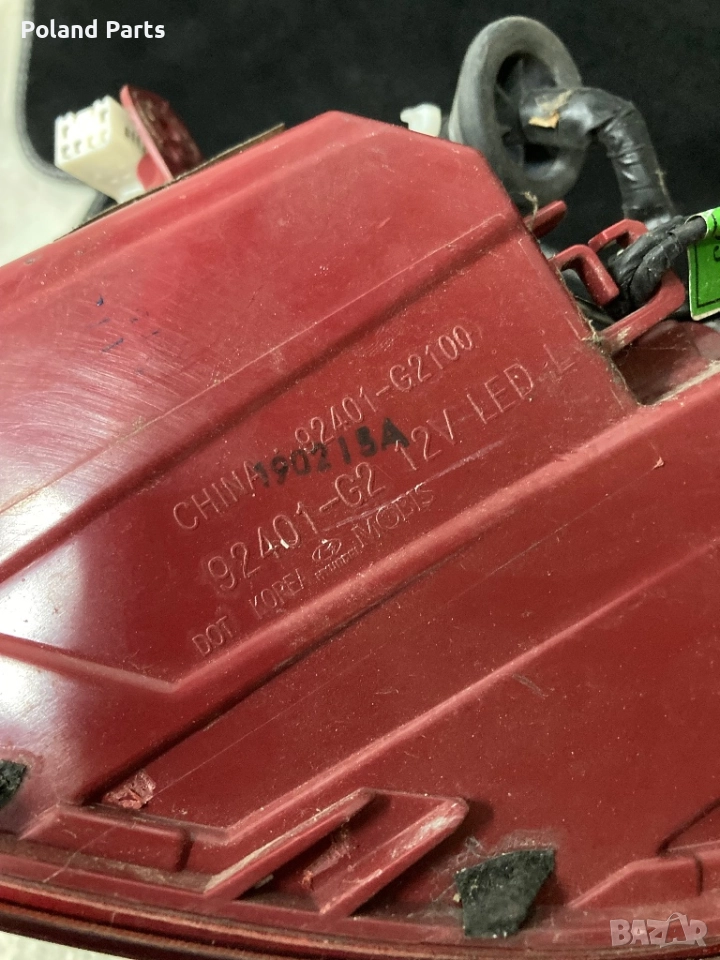 Poland Parts
CHINA 92401-G2100
190215A
92401-G2 12V-LED L
DOT KOREA MOBIS
BAZAR